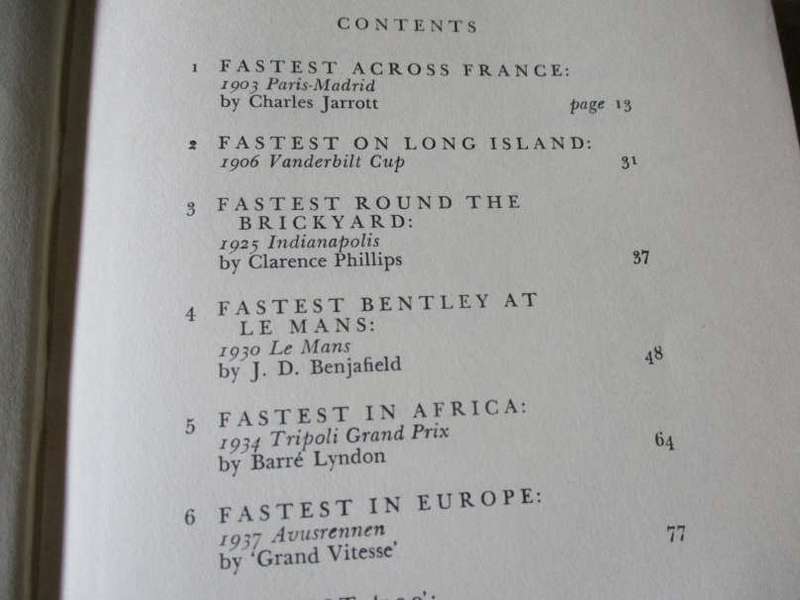 CONTENTS
1 FASTEST ACROSS FRANCE:
1903 Paris-Madrid
by Charles Jarrott page 13
2 FASTEST ON LONG ISLAND:
1906 Vanderbilt Cup 31
3 FASTEST ROUND THE
BRICKYARD:
1925 Indianapolis
by Clarence Phillips 37
4 FASTEST BENTLEY AT
LE MANS:
1930 Le Mans
by J. D. Benjafield 48
5 FASTEST IN AFRICA:
1934 Tripoli Grand Prix
by Barré Lyndon 64
6 FASTEST IN EUROPE:
1937 Avusrennen
by 'Grand Vitesse' 77